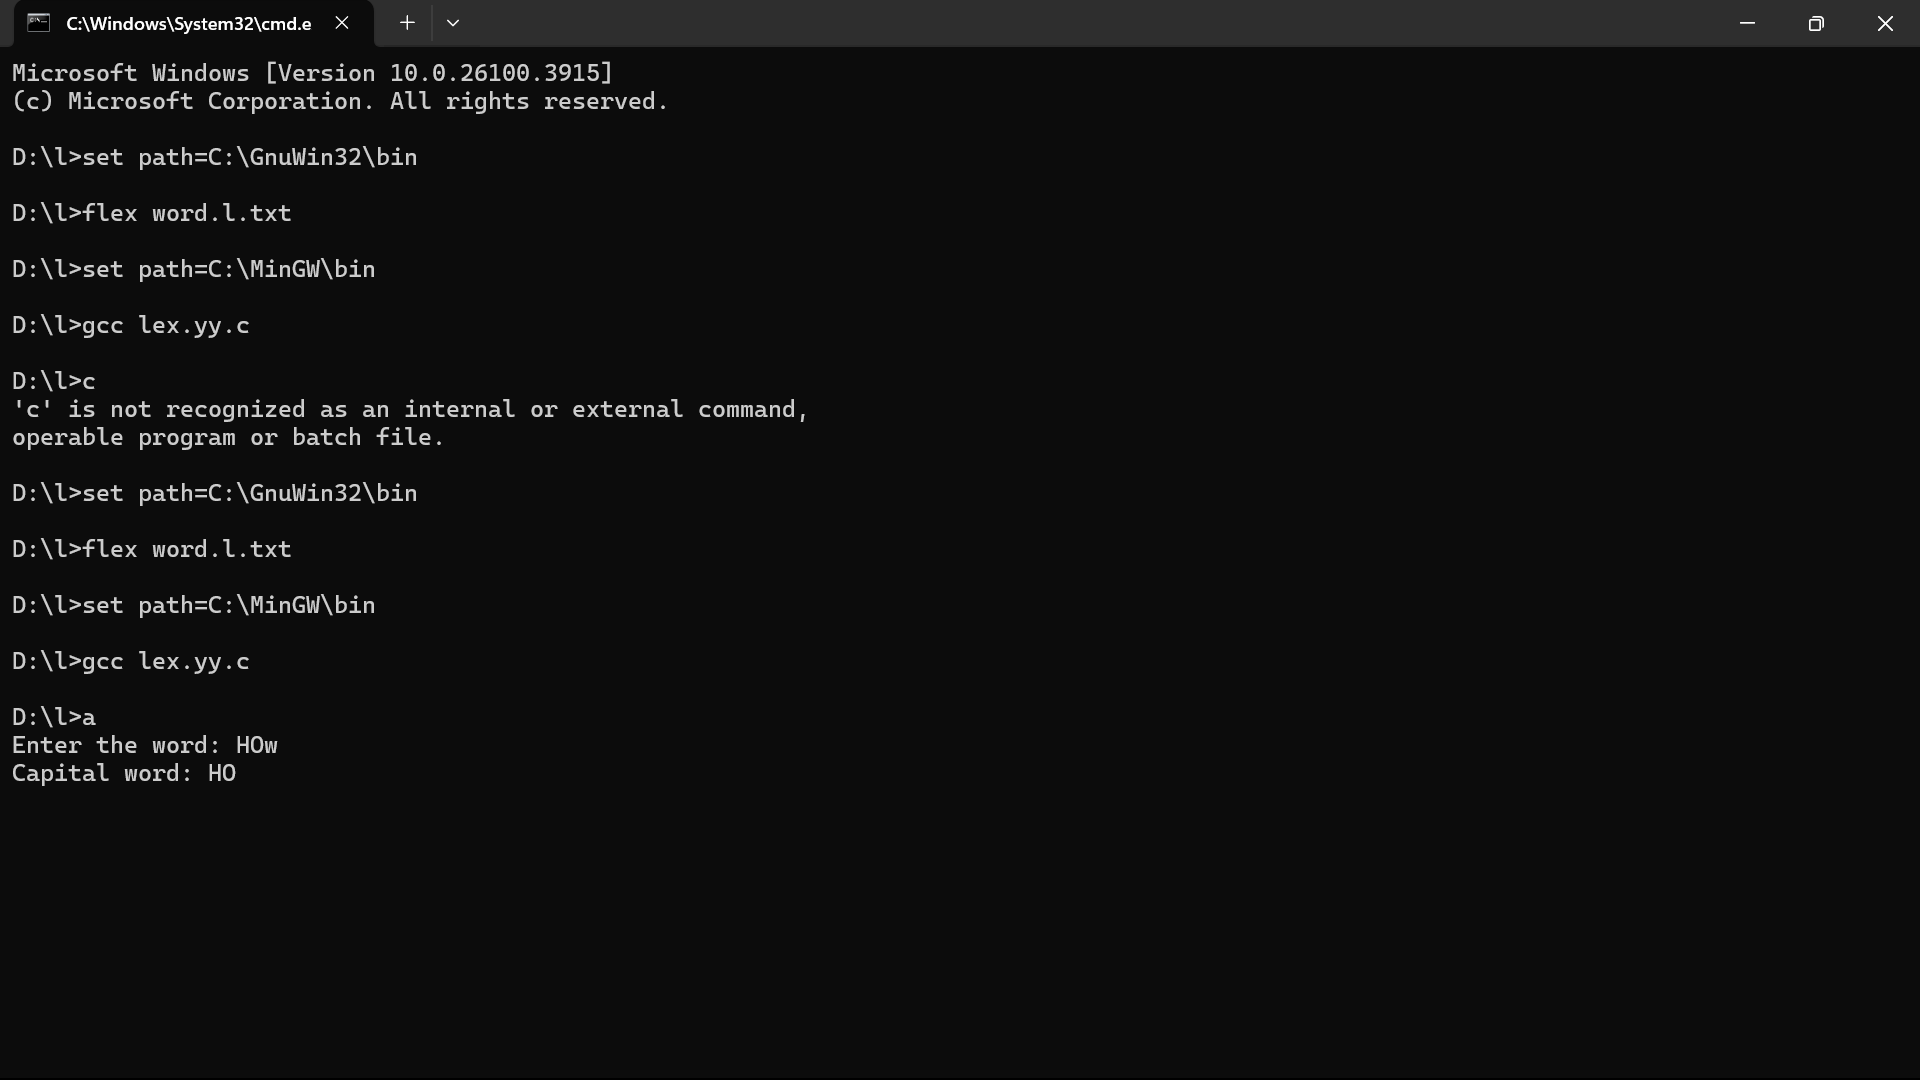 C:\Windows\System32\cmd.e
Microsoft Windows [Version 10.0.26100.3915]
(c) Microsoft Corporation. All rights reserved.
D:\l>set path=C:\GnuWin32\bin
D:\l>flex word.l.txt
D:\l>set path=C:\MinGW\bin
D:\l>gcc lex.yy.c
D:\l>c
'c' is not recognized as an internal or external command,
operable program or batch file.
D:\l>set path=C:\GnuWin32\bin
D:\l>flex word.l.txt
D:\l>set path=C:\MinGW\bin
D:\l>gcc lex.yy.c
D:\l>a
Enter the word: HOw
Capital word: HO